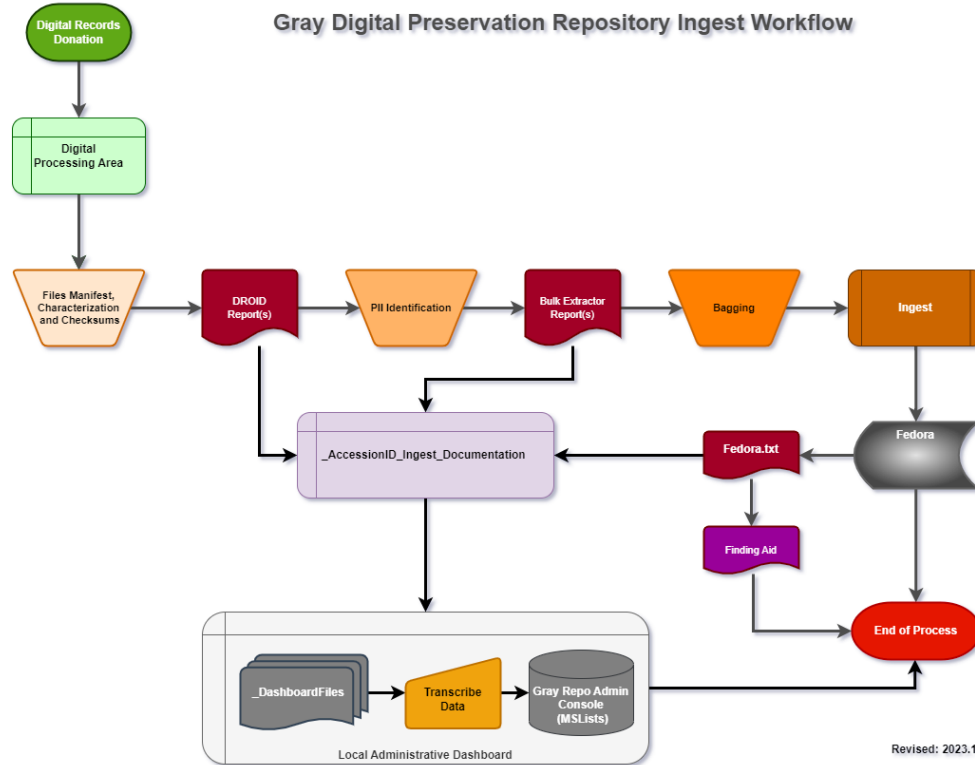 Gray Digital Preservation Repository Ingest Workflow
Digital Records
Donation
Digital
Processing Area
Files Manifest,
Characterization
and Checksums
DROID
Report(s)
PII Identification
Bulk Extractor
Report(s)
Bagging
Ingest
_AccessionID_Ingest_Documentation
Fedora.txt
Fedora
Finding Aid
End of Process
_DashboardFiles
Transcribe
Data
Gray Repo Admin
Console
(MSLists)
Local Administrative Dashboard
Revised: 2023.1